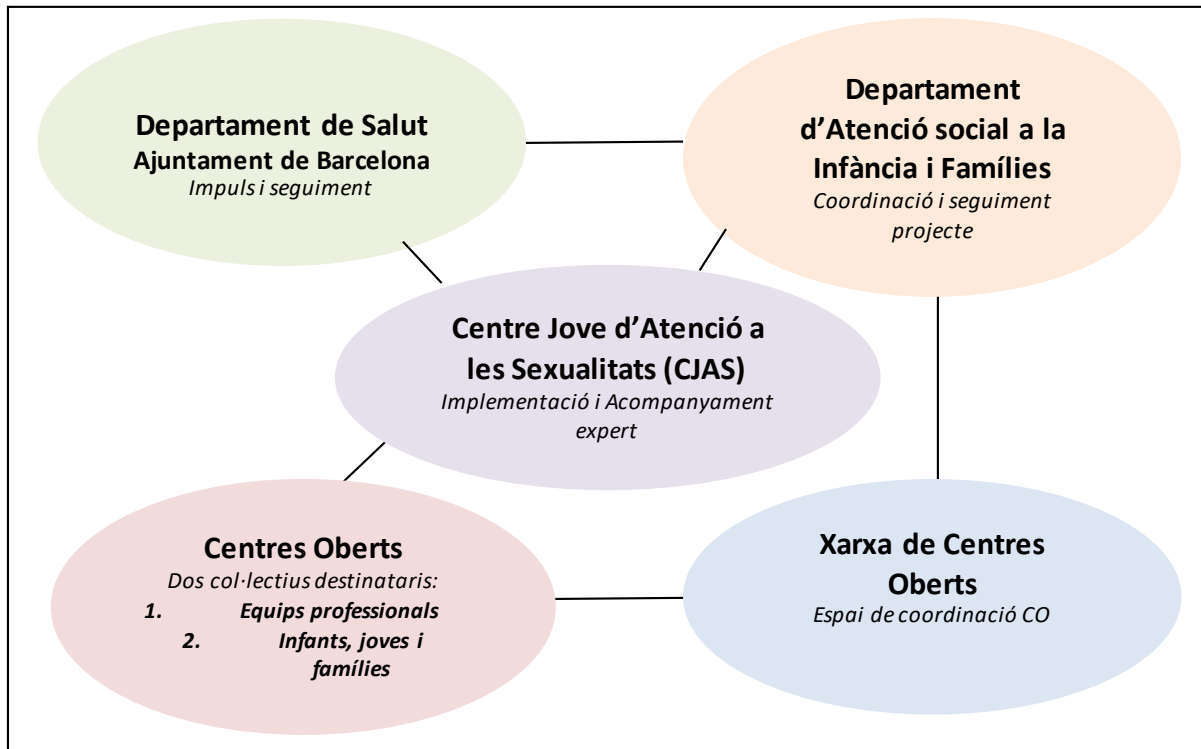 Departament de Salut
Ajuntament de Barcelona
Impuls i seguiment
Departament
d’Atenció social a la
Infància i Famílies
Coordinació i seguiment
projecte
Centre Jove d’Atenció a
les Sexualitats (CJAS)
Implementació i Acompanyament
expert
Centres Oberts
Dos col·lectius destinataris:
1. Equips professionals
2. Infants, joves i
famílies
Xarxa de Centres
Oberts
Espai de coordinació CO